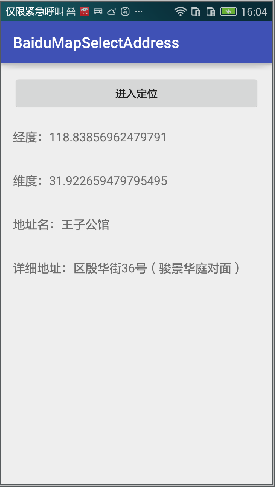 仅限紧急呼叫 16:04
BaiduMapSelectAddress
进入定位
经度：118.83856962479791
维度：31.922659479795495
地址名：王子公馆
详细地址：区殷华街36号（骏景华庭对面）